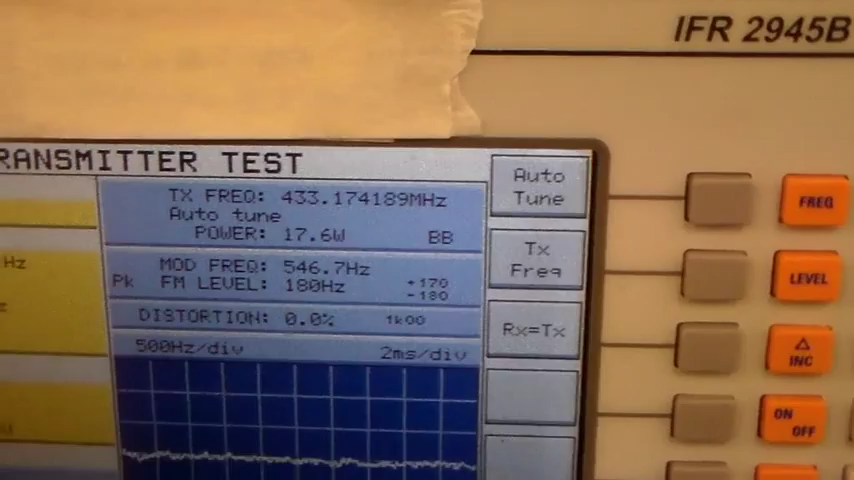 IFR 2945B
RANSMITTER TEST
TX FREQ: 433.174189MHz
Auto tune
POWER: 17.6W BB
MOD FREQ: 546.7Hz
Pk FM LEVEL: 180Hz +170
-180
DISTORTION: 0.0% 1k00
500Hz/div 2ms/div
Hz
Auto
Tune
Tx
Freq
Rx=Tx
FREQ
LEVEL
Δ
INC
ON
OFF